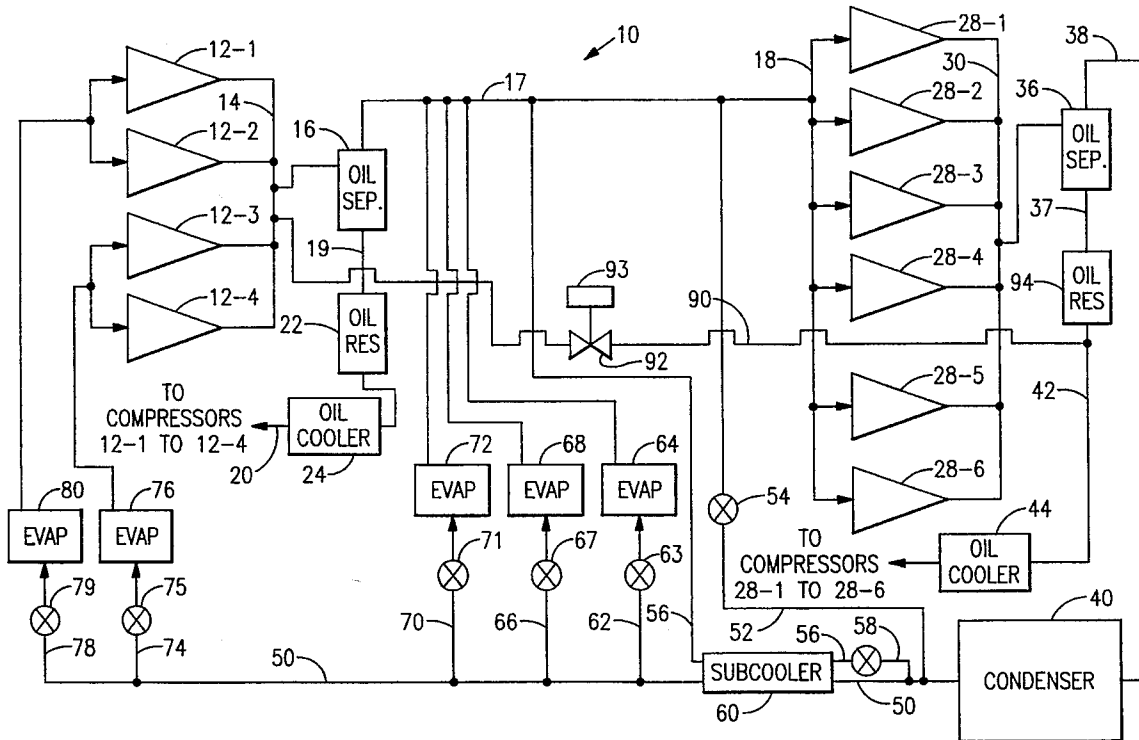 12-1
14
12-2
16
OIL
SEP.
12-3
19
12-4
22
OIL
RES
TO
COMPRESSORS
12-1 TO 12-4
20
OIL
COOLER
24
10
17
18
28-1
30
38
28-2
36
OIL
SEP.
28-3
37
28-4
94
OIL
RES
93
90
92
28-5
42
28-6
80
EVAP
76
EVAP
72
EVAP
68
EVAP
64
EVAP
54
44
OIL
COOLER
TO
COMPRESSORS
28-1 TO 28-6
79
75
71
67
63
78
74
70
66
62
56
52
40
CONDENSER
50
SUBCOOLER
60
56
58
50